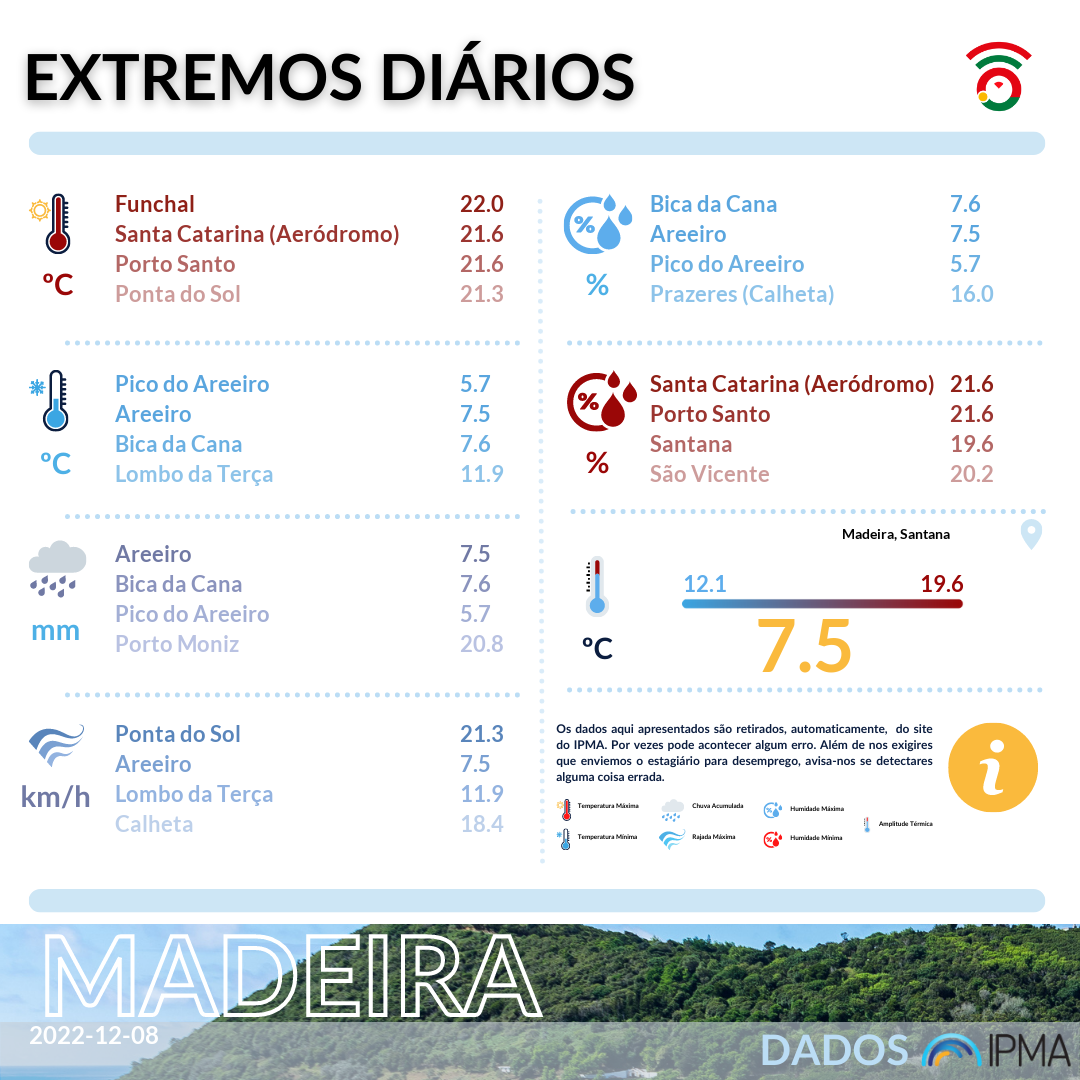 EXTREMOS DIÁRIOS
Funchal 22.0
Santa Catarina (Aeródromo) 21.6
Porto Santo 21.6
Ponta do Sol 21.3
ºC
Pico do Areeiro 5.7
Areeiro 7.5
Bica da Cana 7.6
Lombo da Terça 11.9
ºC
Areeiro 7.5
Bica da Cana 7.6
Pico do Areeiro 5.7
Porto Moniz 20.8
mm
Ponta do Sol 21.3
Areeiro 7.5
Lombo da Terça 11.9
Calheta 18.4
km/h
%
Bica da Cana 7.6
Areeiro 7.5
Pico do Areeiro 5.7
Prazeres (Calheta) 16.0
%
%
Santa Catarina (Aeródromo) 21.6
Porto Santo 21.6
Santana 19.6
São Vicente 20.2
%
Madeira, Santana
12.1 19.6
7.5
ºC
Os dados aqui apresentados são retirados, automaticamente, do site
do IPMA. Por vezes pode acontecer algum erro. Além de nos exigires
que enviemos o estagiário para desemprego, avisa-nos se detectares
alguma coisa errada.
i
Temperatura Máxima
Chuva Acumulada
% Humidade Máxima
Amplitude Térmica
Temperatura Mínima
Rajada Máxima
% Humidade Mínima
MADEIRA
2022-12-08
DADOS IPMA